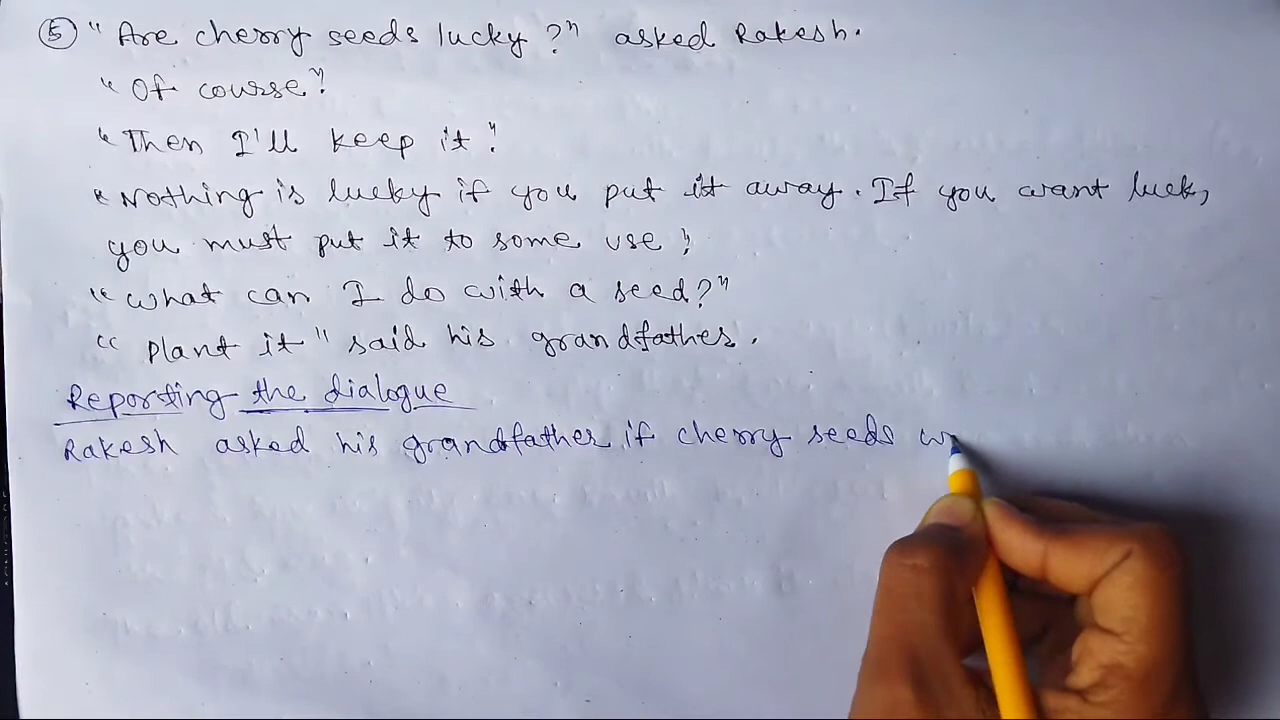 ⑤ "Are cherry seeds lucky?" asked Rakesh.
"Of course"!
"Then I'll keep it"!
"Nothing is lucky if you put it away. If you want luck,
you must put it to some use",
"What can I do with a seed?"
"Plant it" said his grandfather.
Reporting the dialogue
Rakesh asked his grandfather if cherry seeds w